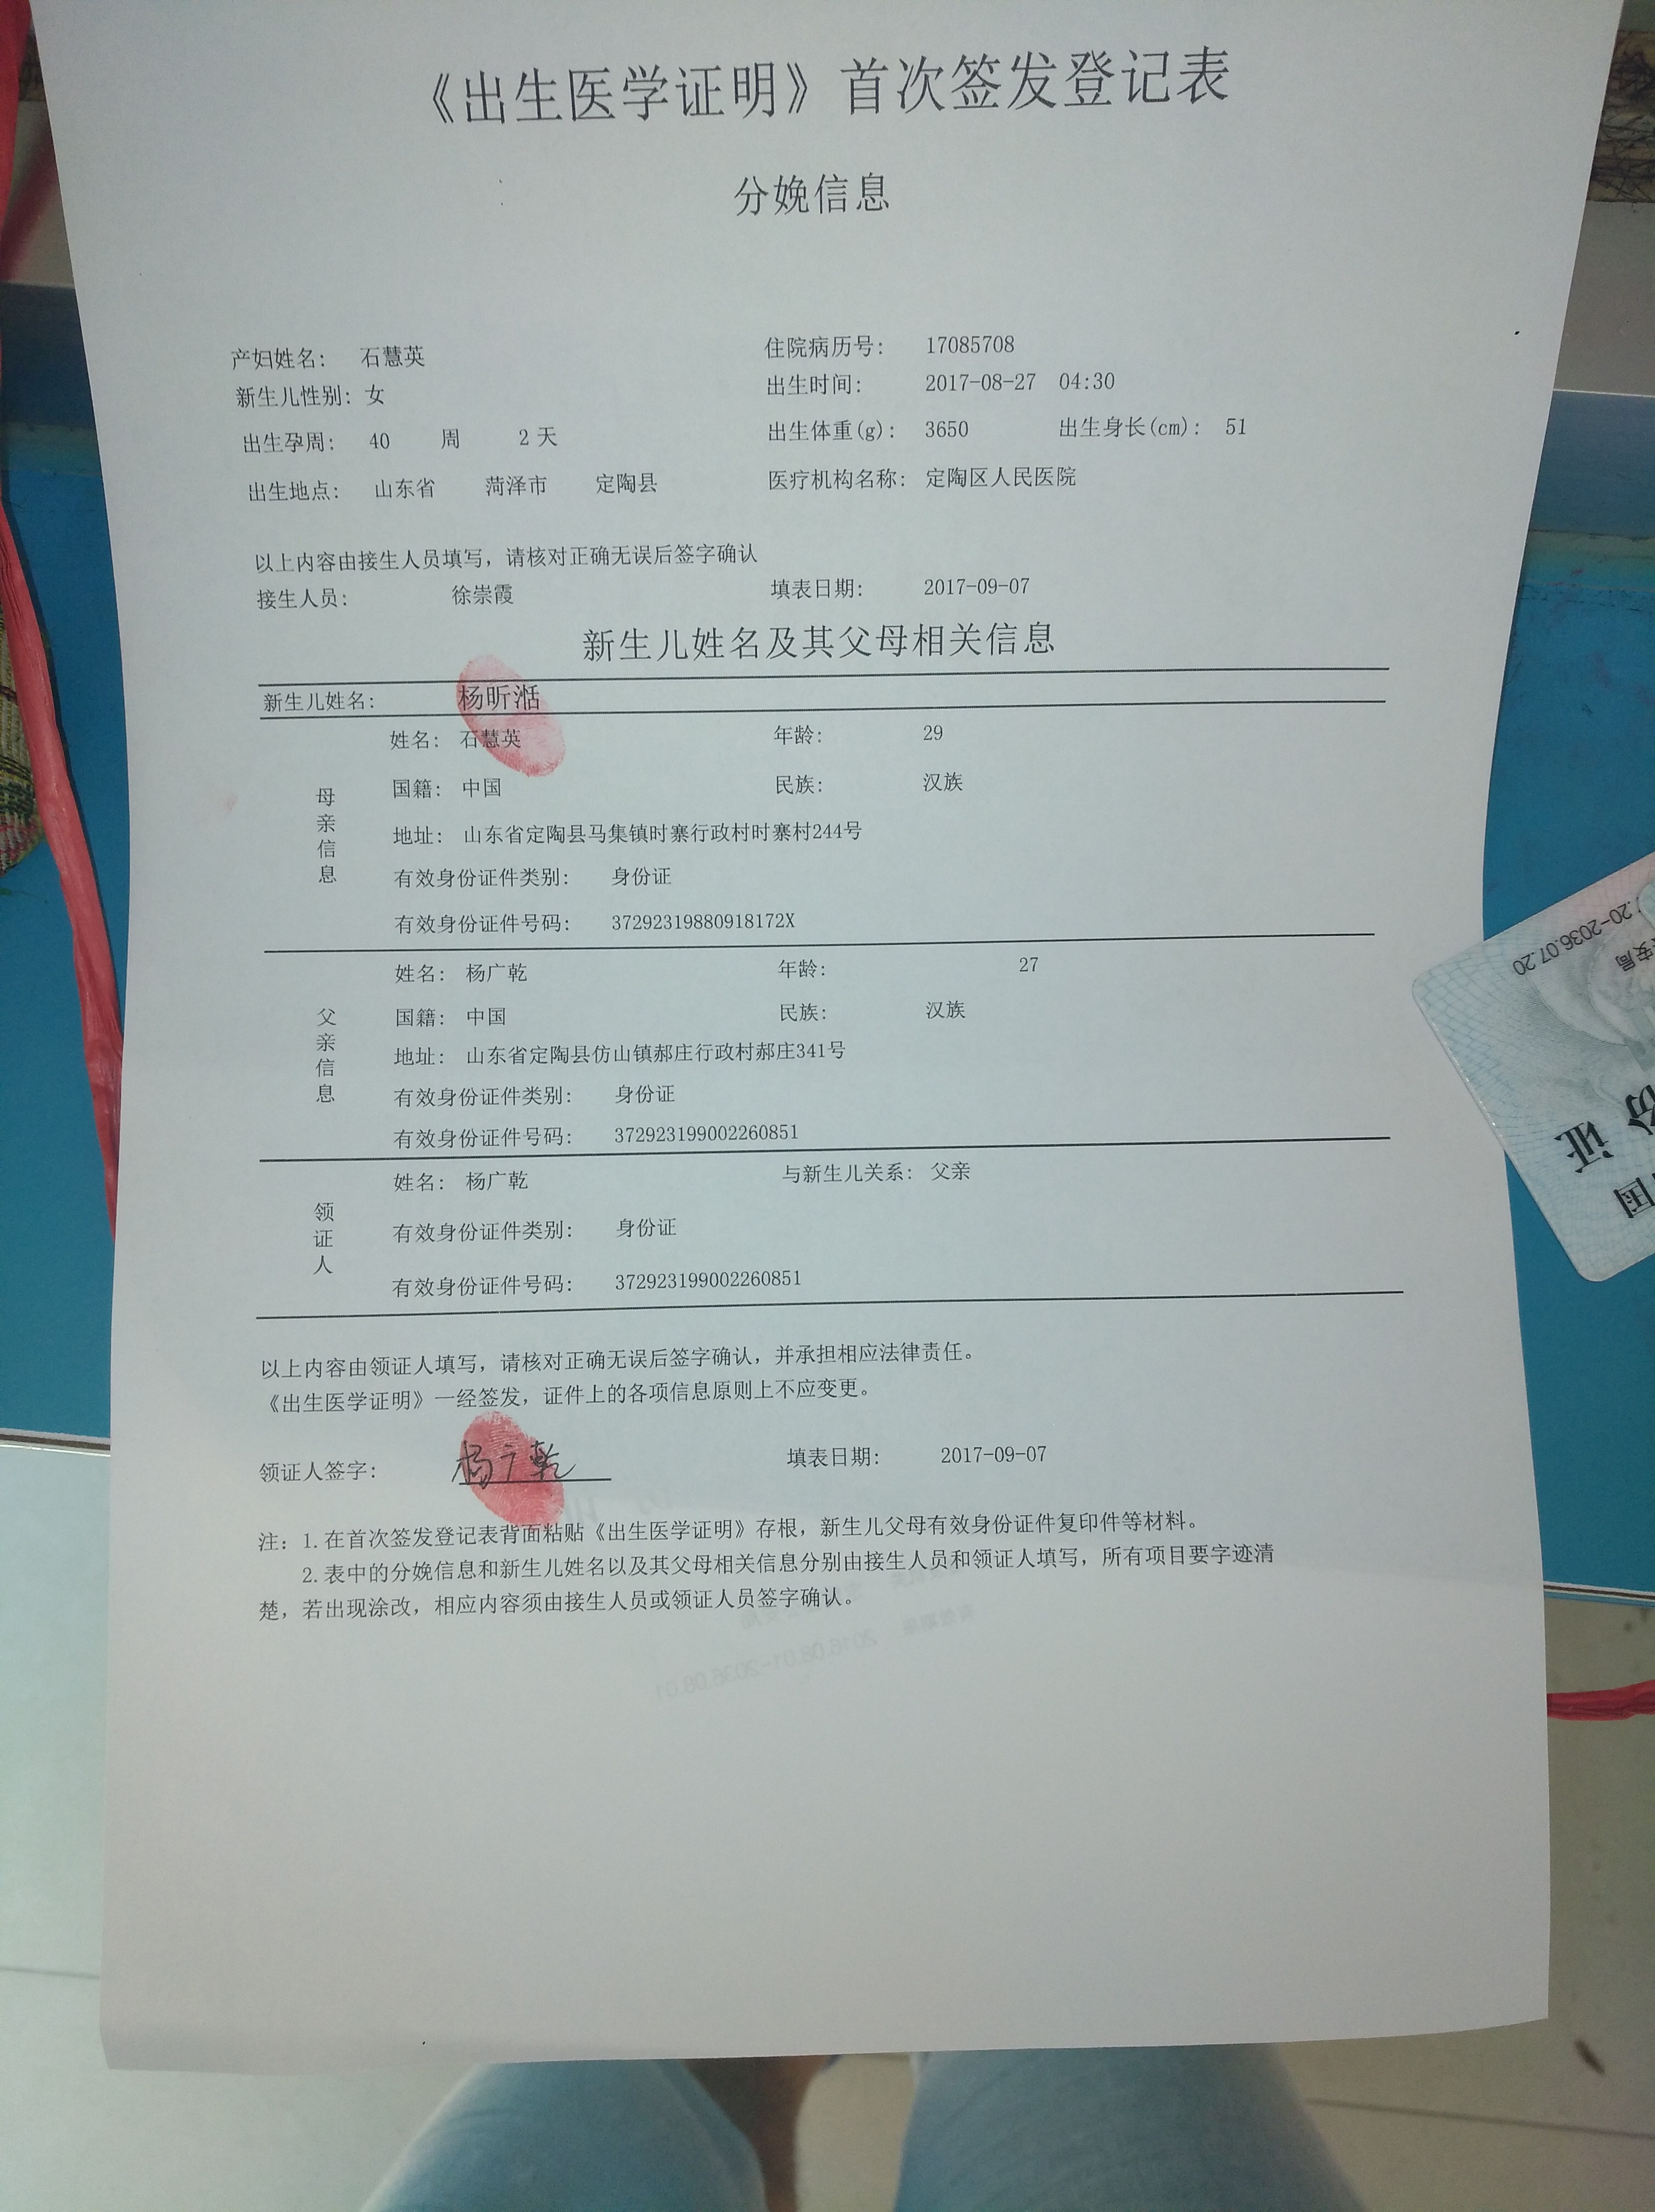 《出生医学证明》首次签发登记表
分娩信息
产妇姓名： 石慧英 住院病历号： 17085708
新生儿性别：女 出生时间： 2017-08-27 04:30
出生孕周： 40 周 2 天 出生体重(g)： 3650 出生身长(cm)： 51
出生地点： 山东省 菏泽市 定陶县 医疗机构名称： 定陶区人民医院
以上内容由接生人员填写，请核对正确无误后签字确认
接生人员： 徐崇霞 填表日期： 2017-09-07
新生儿姓名及其父母相关信息
新生儿姓名： 杨昕湉
母亲信息
姓名： 石慧英 年龄： 29
国籍： 中国 民族： 汉族
地址： 山东省定陶县马集镇时寨行政村时寨村244号
有效身份证件类别： 身份证
有效身份证件号码： 37292319880918172X
父亲信息
姓名： 杨广乾 年龄： 27
国籍： 中国 民族： 汉族
地址： 山东省定陶县仿山镇郝庄行政村郝庄341号
有效身份证件类别： 身份证
有效身份证件号码： 372923199002260851
领证人
姓名： 杨广乾 与新生儿关系： 父亲
有效身份证件类别： 身份证
有效身份证件号码： 372923199002260851
以上内容由领证人填写，请核对正确无误后签字确认，并承担相应法律责任。
《出生医学证明》一经签发，证件上的各项信息原则上不应变更。
领证人签字： 杨广乾 填表日期： 2017-09-07
注：1.在首次签发登记表背面粘贴《出生医学证明》存根，新生儿父母有效身份证件复印件等材料。
2.表中的分娩信息和新生儿姓名以及其父母相关信息分别由接生人员和领证人填写，所有项目要字迹清
楚，若出现涂改，相应内容须由接生人员或领证人员签字确认。
有效期限 2016.08.01-2036.08.01
国
份证
安局
.20-2036.07.20